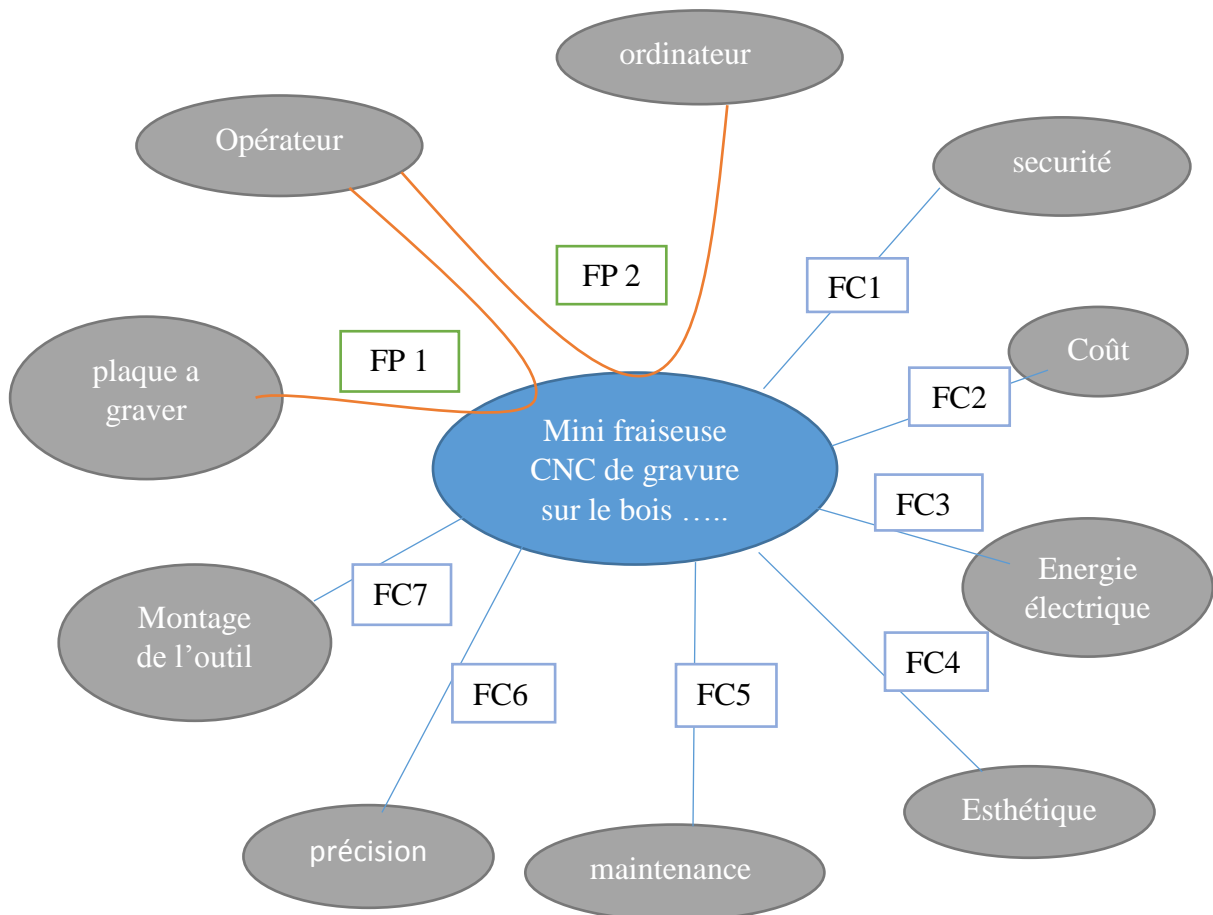 ordinateur
Opérateur
securité
FP 2
FC1
plaque a
graver
FP 1
Coût
FC2
Mini fraiseuse
CNC de gravure
sur le bois …..
FC3
Energie
électrique
FC7
Montage
de l’outil
FC4
FC6
FC5
Esthétique
précision
maintenance